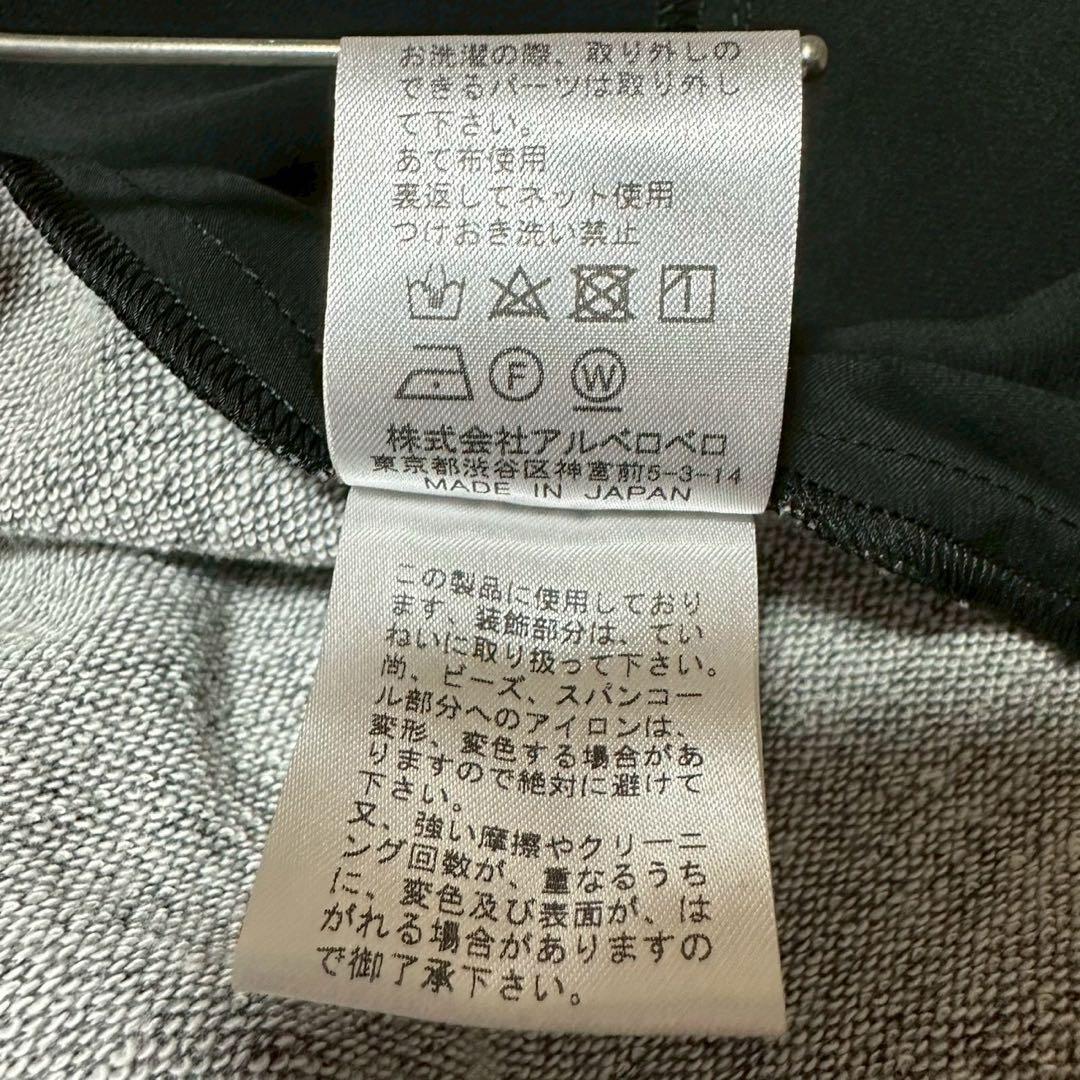 お洗濯の際、取り外しの
できるパーツは取り外し
て下さい。
あて布使用
裏返してネット使用
つけおき洗い禁止
F W
株式会社アルベロベロ
東京都渋谷区神宮前5-3-14
MADE IN JAPAN
この製品に使用しており
ます、装飾部分は、てい
ねいに取り扱って下さい。
尚、ビーズ、スパンコー
ル部分へのアイロンは、
変形、変色する場合があ
りますので絶対に避けて
下さい。
又、強い摩擦やクリーニ
ング回数が、重なるうち
に、変色及び表面が、は
がれる場合がありますの
で御了承下さい。